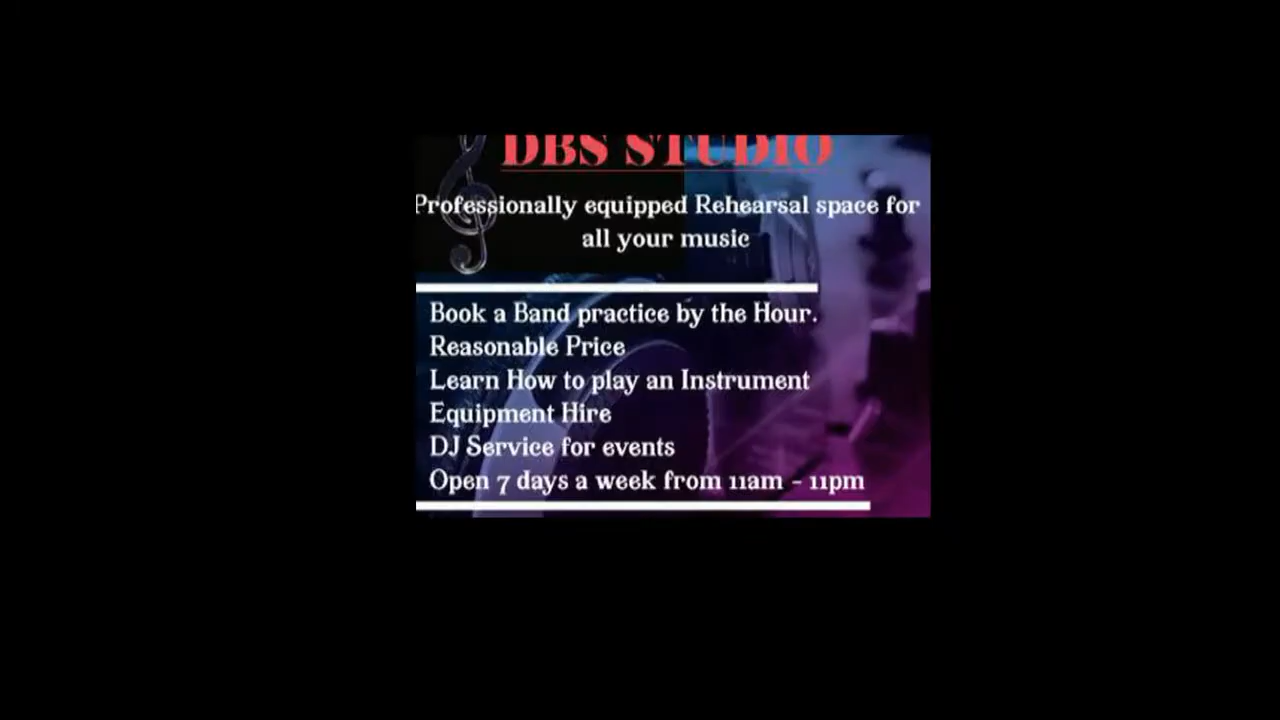 DBS STUDIO
Professionally equipped Rehearsal space for
all your music
Book a Band practice by the Hour.
Reasonable Price
Learn How to play an Instrument
Equipment Hire
DJ Service for events
Open 7 days a week from 11am - 11pm